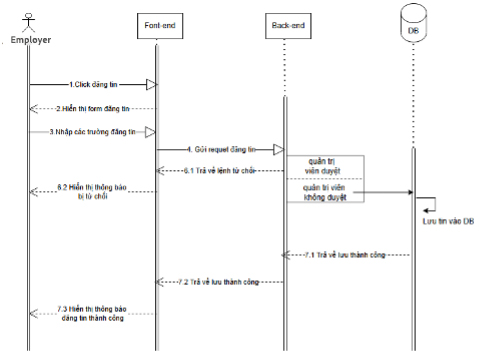 Employer
Font-end
Back-end
DB
1.Click đăng tin
2.Hiển thị form đăng tin
3.Nhập các trường đăng tin
4. Gói requet đăng tin
6.1 Trả về lênh từ chối
quản trị
viên duyệt
6.2 Hiển thị thông báo
bị từ chối
quản trị viên
không duyệt
Lưu tin vào DB
7.1 Trả về lưu thành công
7.2 Trả về lưu thành công
7.3 Hiển thị thông báo
đăng tin thành công